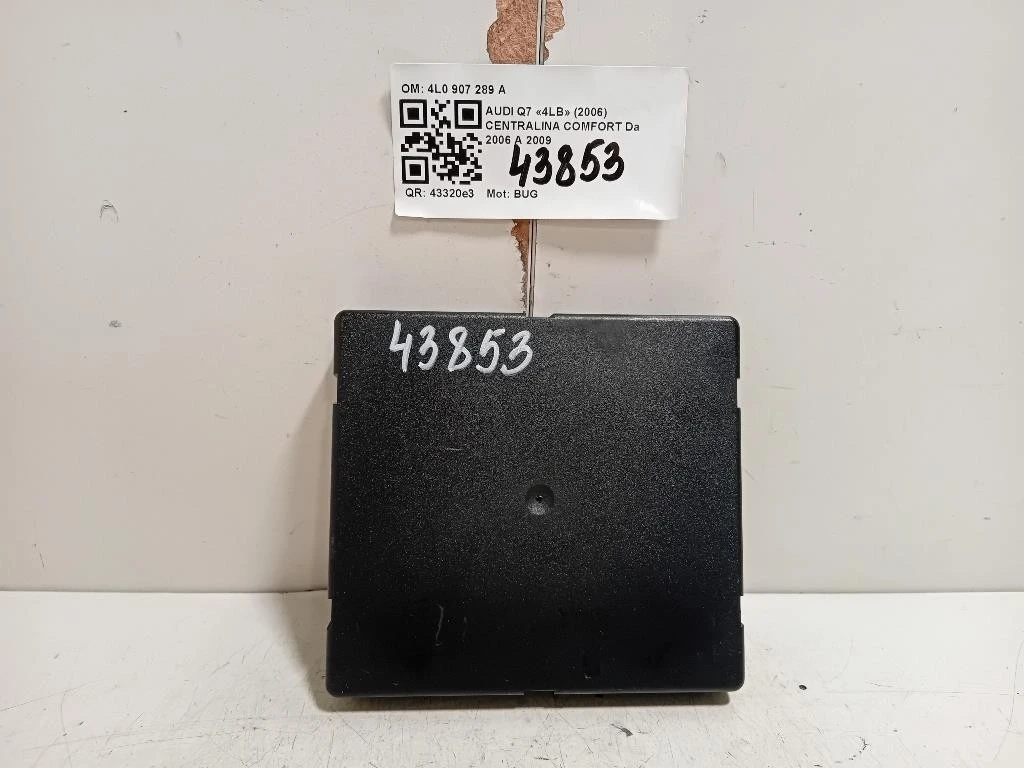 OM: 4L0 907 289 A
AUDI Q7 «4LB» (2006)
CENTRALINA COMFORT Da
2006 A 2009
43853
QR: 43320e3 Mot: BUG
43853